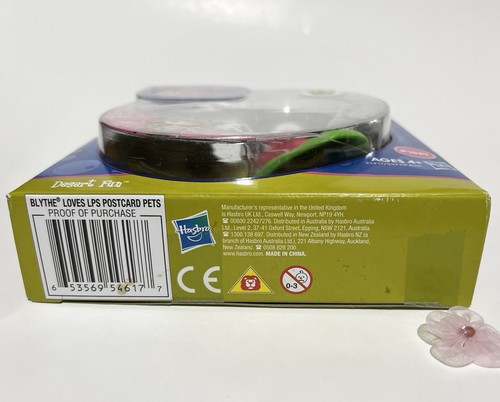 Desert Fun
AGES 4+
BLYTHE® LOVES LPS POSTCARD PETS
PROOF OF PURCHASE
6 53569 54617 7
Hasbro
CE
Manufacturer's representative in the United Kingdom
is Hasbro UK Ltd., Caswell Way, Newport, NP19 4YH.
☎ 00800 22427276. Distributed in Australia by Hasbro Australia
Ltd., Level 2, 37-41 Oxford Street, Epping, NSW 2121, Australia
☎ 1300 138 697. Distributed in New Zealand by Hasbro NZ (a
branch of Hasbro Australia Ltd.), 221 Albany Highway, Auckland,
New Zealand. ☎ 0508 828 200.
www.hasbro.com. MADE IN CHINA.
0-3